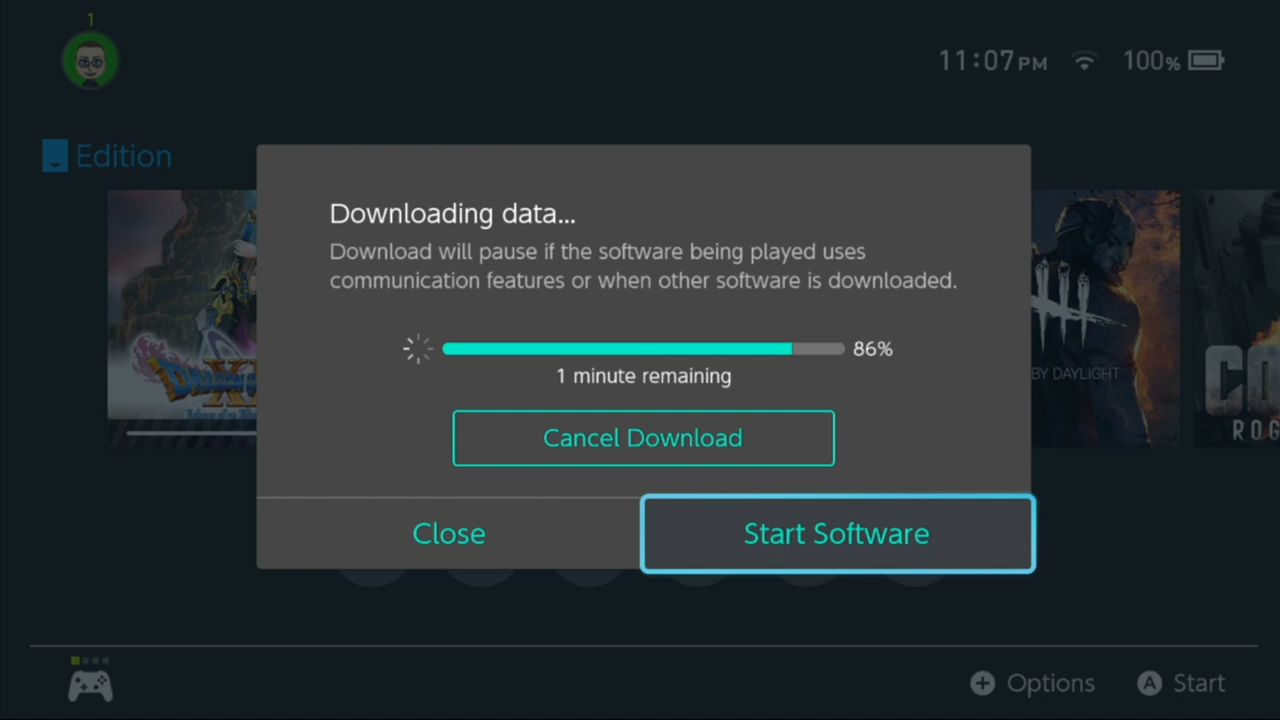 1
11:07PM
100%
Edition
Downloading data...
Download will pause if the software being played uses
communication features or when other software is downloaded.
86%
1 minute remaining
BY DAYLIGHT
Cancel Download
ROG
Close
Start Software
+ Options
A Start